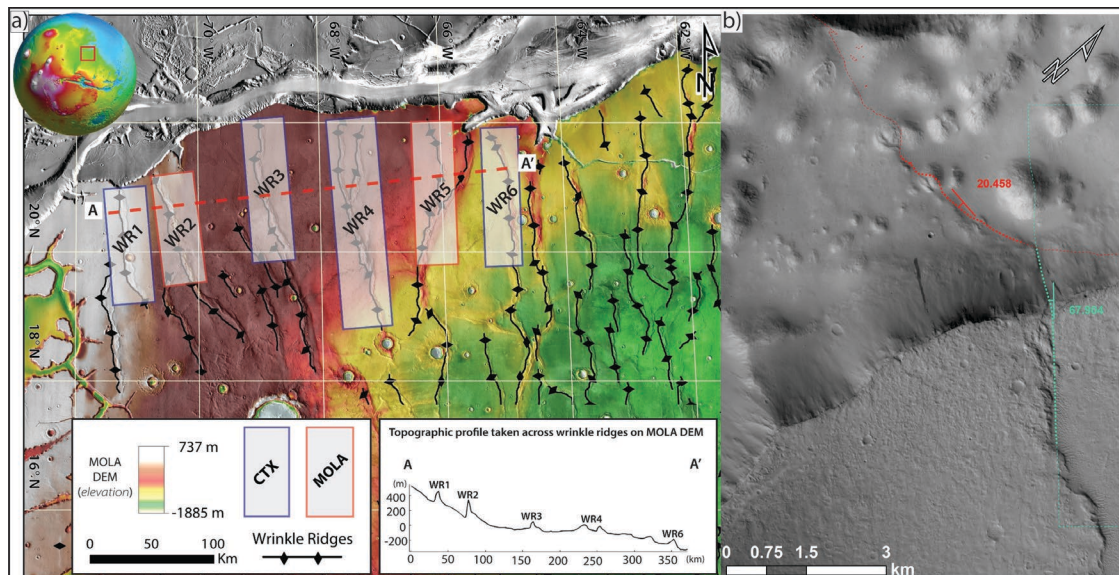 a)
70 W
68 W
66 W
64 W
62 W
N
20 °N
18 °N
16 °N
A
A'
WR1
WR2
WR3
WR4
WR5
WR6
MOLA
DEM
(elevation)
737 m
-1885 m
CTX
MOLA
0 50 100
Km
Wrinkle Ridges
Topographic profile taken across wrinkle ridges on MOLA DEM
A A'
(m)
400
200
0
-200
WR1
WR2
WR3
WR4
WR6
0 50 100 150 200 250 300 350 (km)
b)
N
20.458
67.904
0 0.75 1.5 3
km